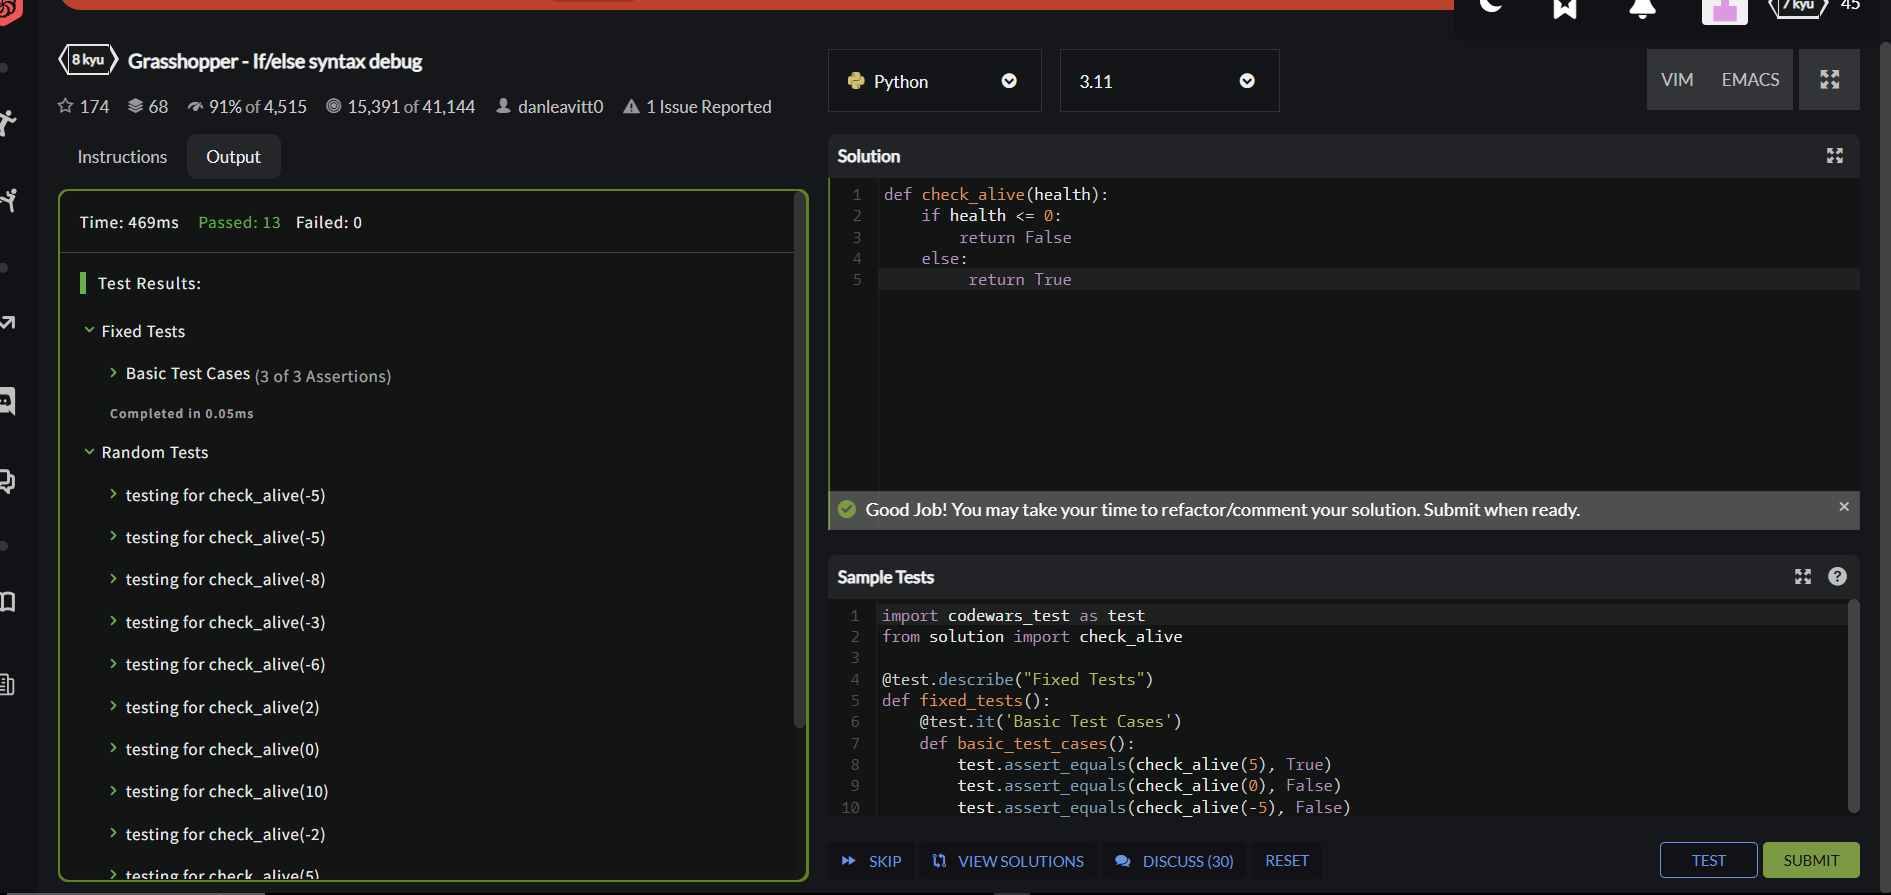 7 kyu 45
8 kyu Grasshopper - If/else syntax debug
174 68 91% of 4,515 15,391 of 41,144 danleavitt0 1 Issue Reported
Instructions Output
Time: 469ms Passed: 13 Failed: 0
Test Results:
Fixed Tests
Basic Test Cases (3 of 3 Assertions)
Completed in 0.05ms
Random Tests
testing for check_alive(-5)
testing for check_alive(-5)
testing for check_alive(-8)
testing for check_alive(-3)
testing for check_alive(-6)
testing for check_alive(2)
testing for check_alive(0)
testing for check_alive(10)
testing for check_alive(-2)
testing for check_alive(5)
Python 3.11 VIM EMACS
Solution
1 def check_alive(health):
2     if health <= 0:
3         return False
4     else:
5          return True
Good Job! You may take your time to refactor/comment your solution. Submit when ready.
Sample Tests
1 import codewars_test as test
2 from solution import check_alive
3
4 @test.describe("Fixed Tests")
5 def fixed_tests():
6     @test.it('Basic Test Cases')
7     def basic_test_cases():
8         test.assert_equals(check_alive(5), True)
9         test.assert_equals(check_alive(0), False)
10         test.assert_equals(check_alive(-5), False)
SKIP VIEW SOLUTIONS DISCUSS (30) RESET TEST SUBMIT